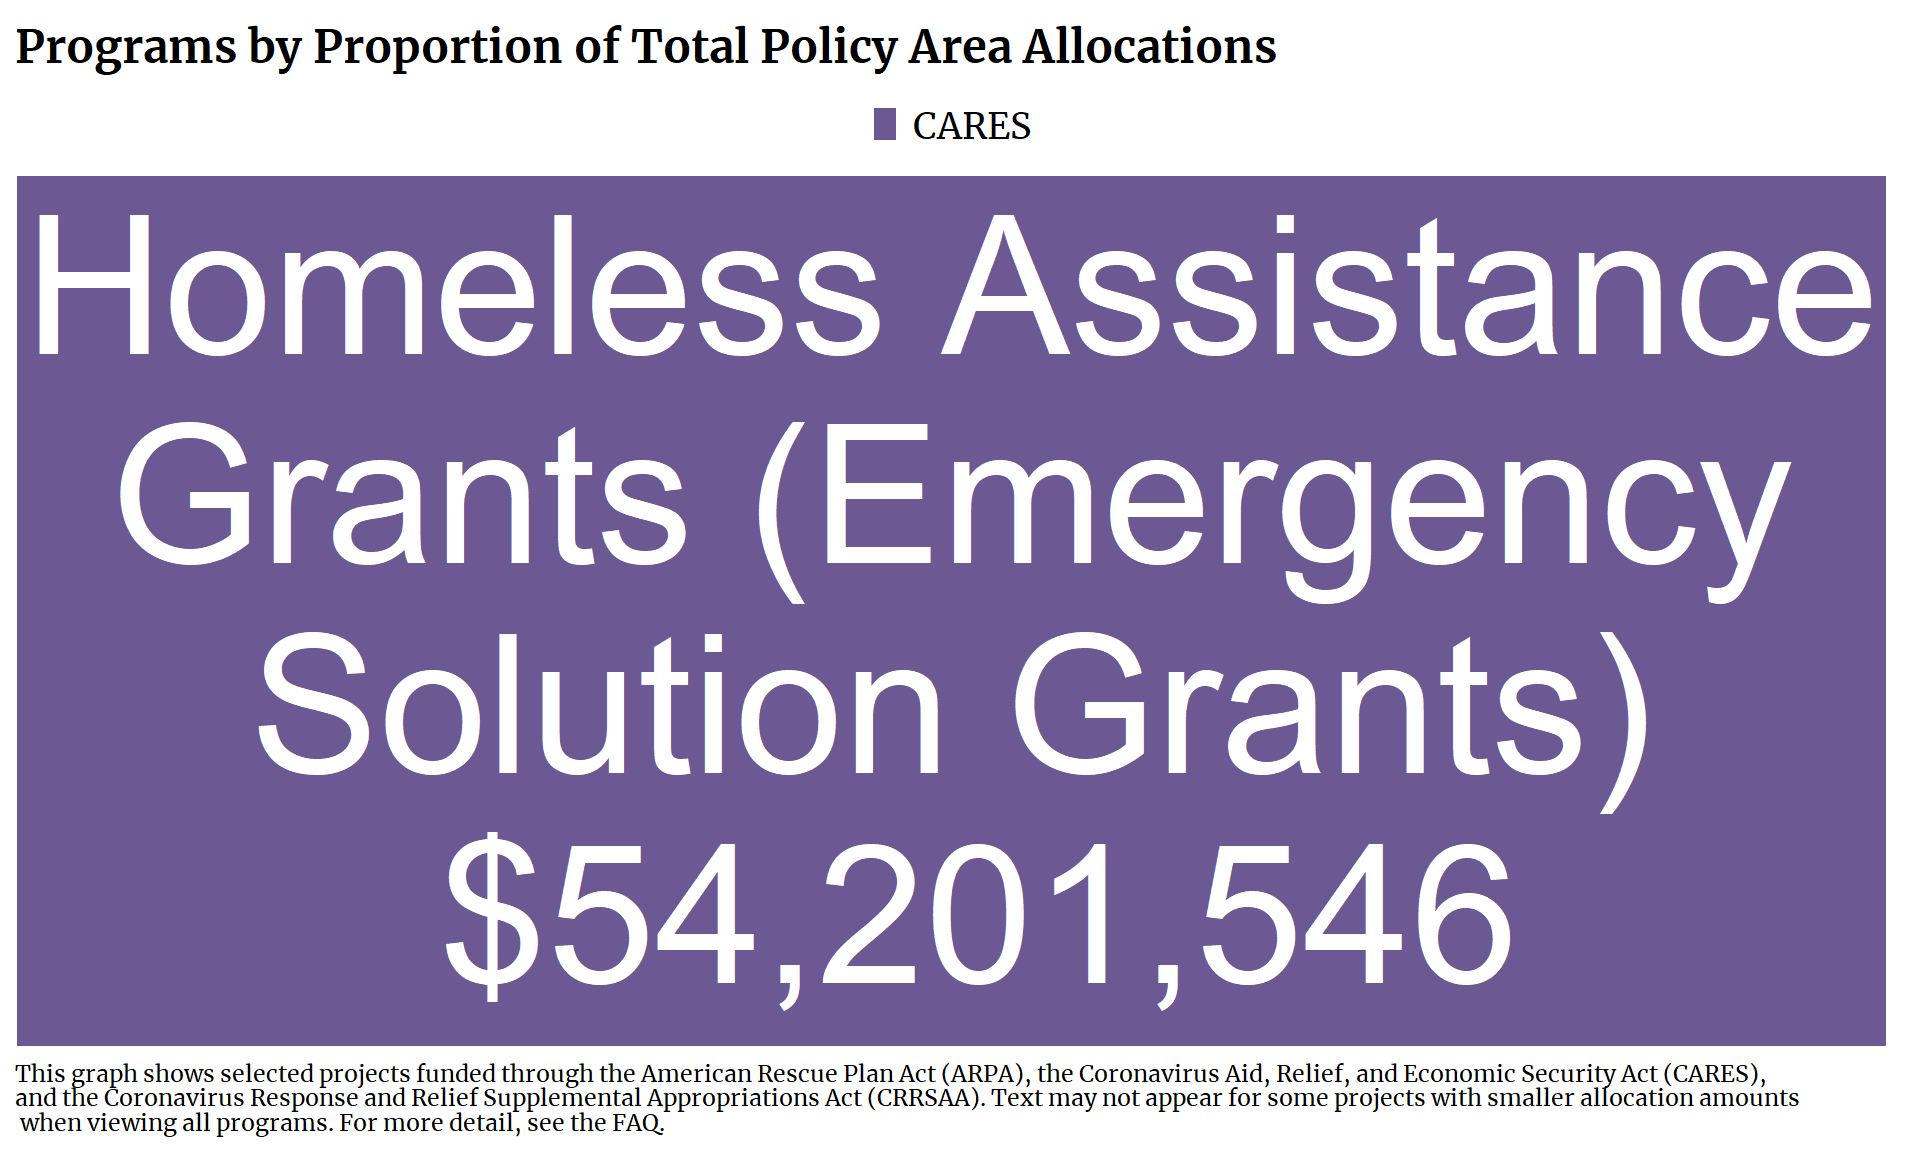 Programs by Proportion of Total Policy Area Allocations
CARES
Homeless Assistance
Grants (Emergency
Solution Grants)
$54,201,546
This graph shows selected projects funded through the American Rescue Plan Act (ARPA), the Coronavirus Aid, Relief, and Economic Security Act (CARES),
and the Coronavirus Response and Relief Supplemental Appropriations Act (CRRSAA). Text may not appear for some projects with smaller allocation amounts
when viewing all programs. For more detail, see the FAQ.